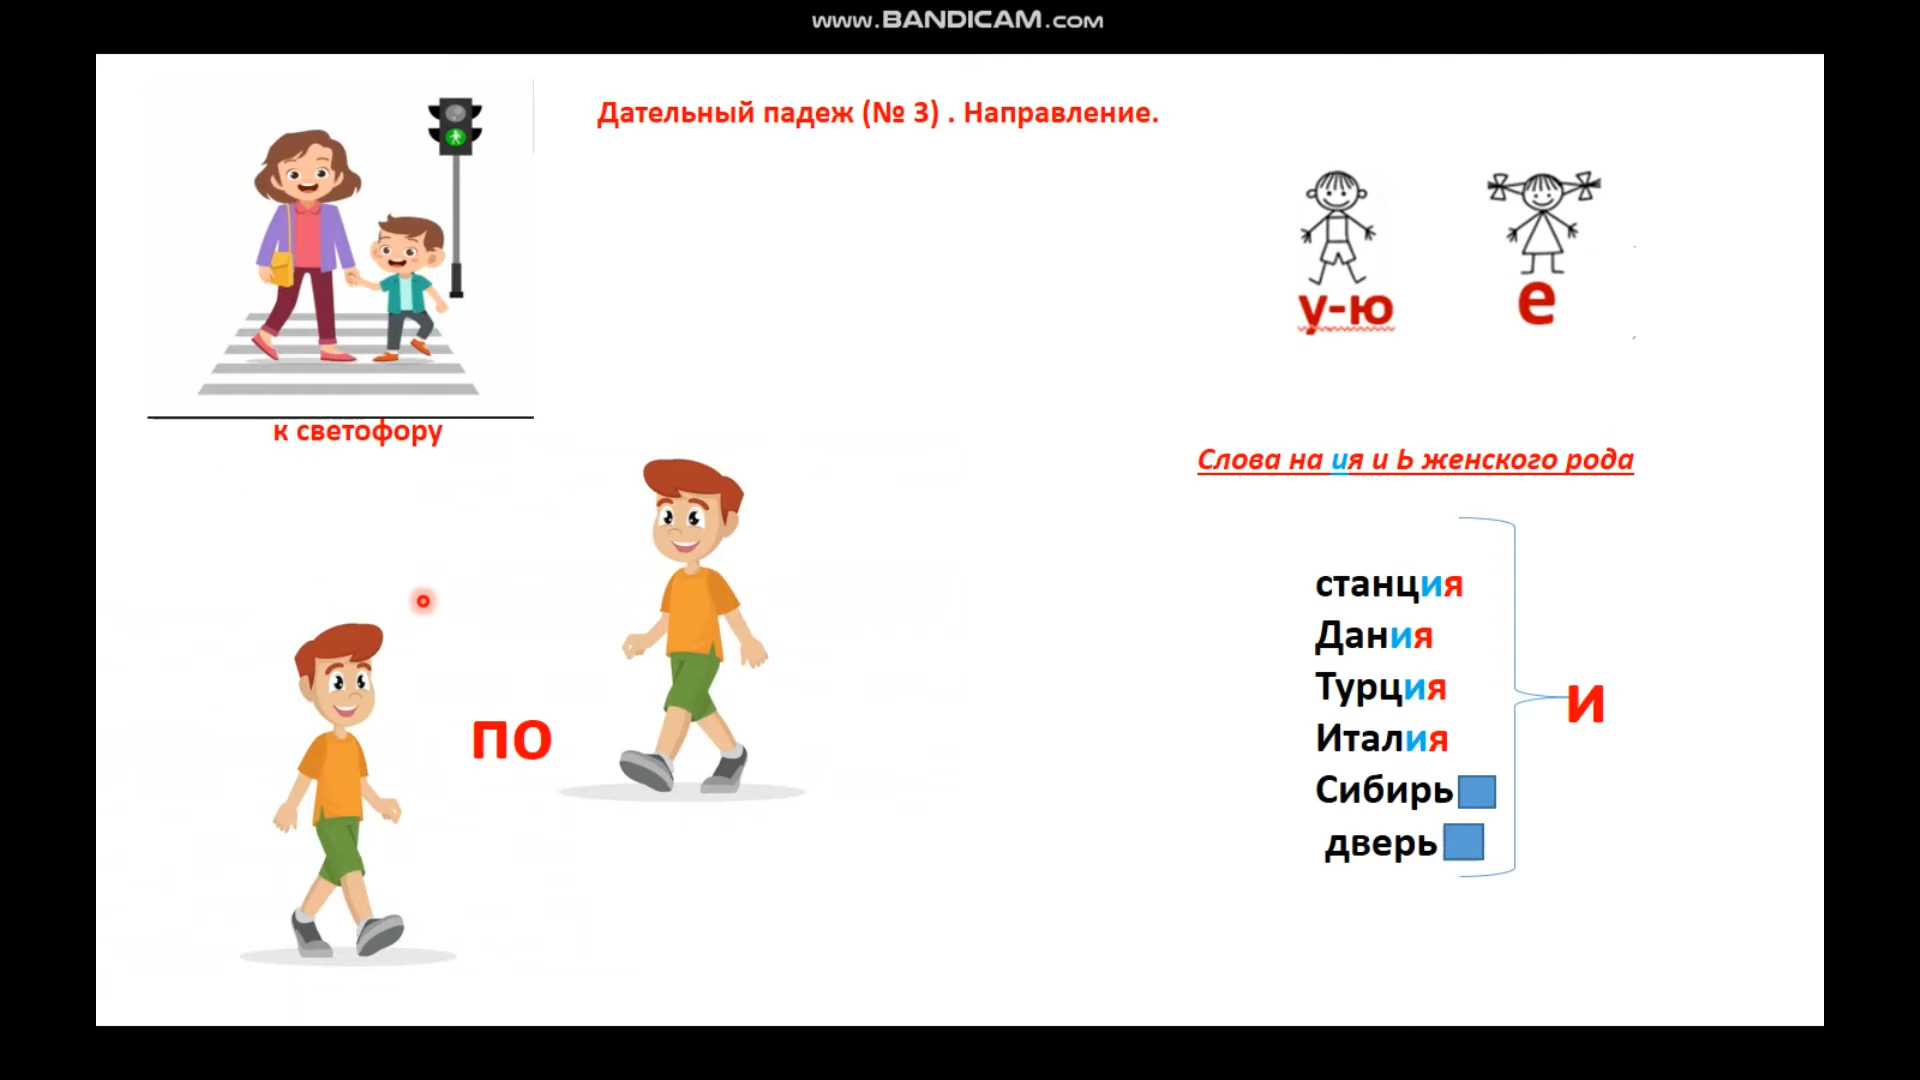 www.BANDICAM.com
Дательный падеж (№ 3) . Направление.
у-ю
е
к светофору
Слова на ия и Ь женского рода
станция
Дания
Турция
Италия
Сибирь
дверь
и
по